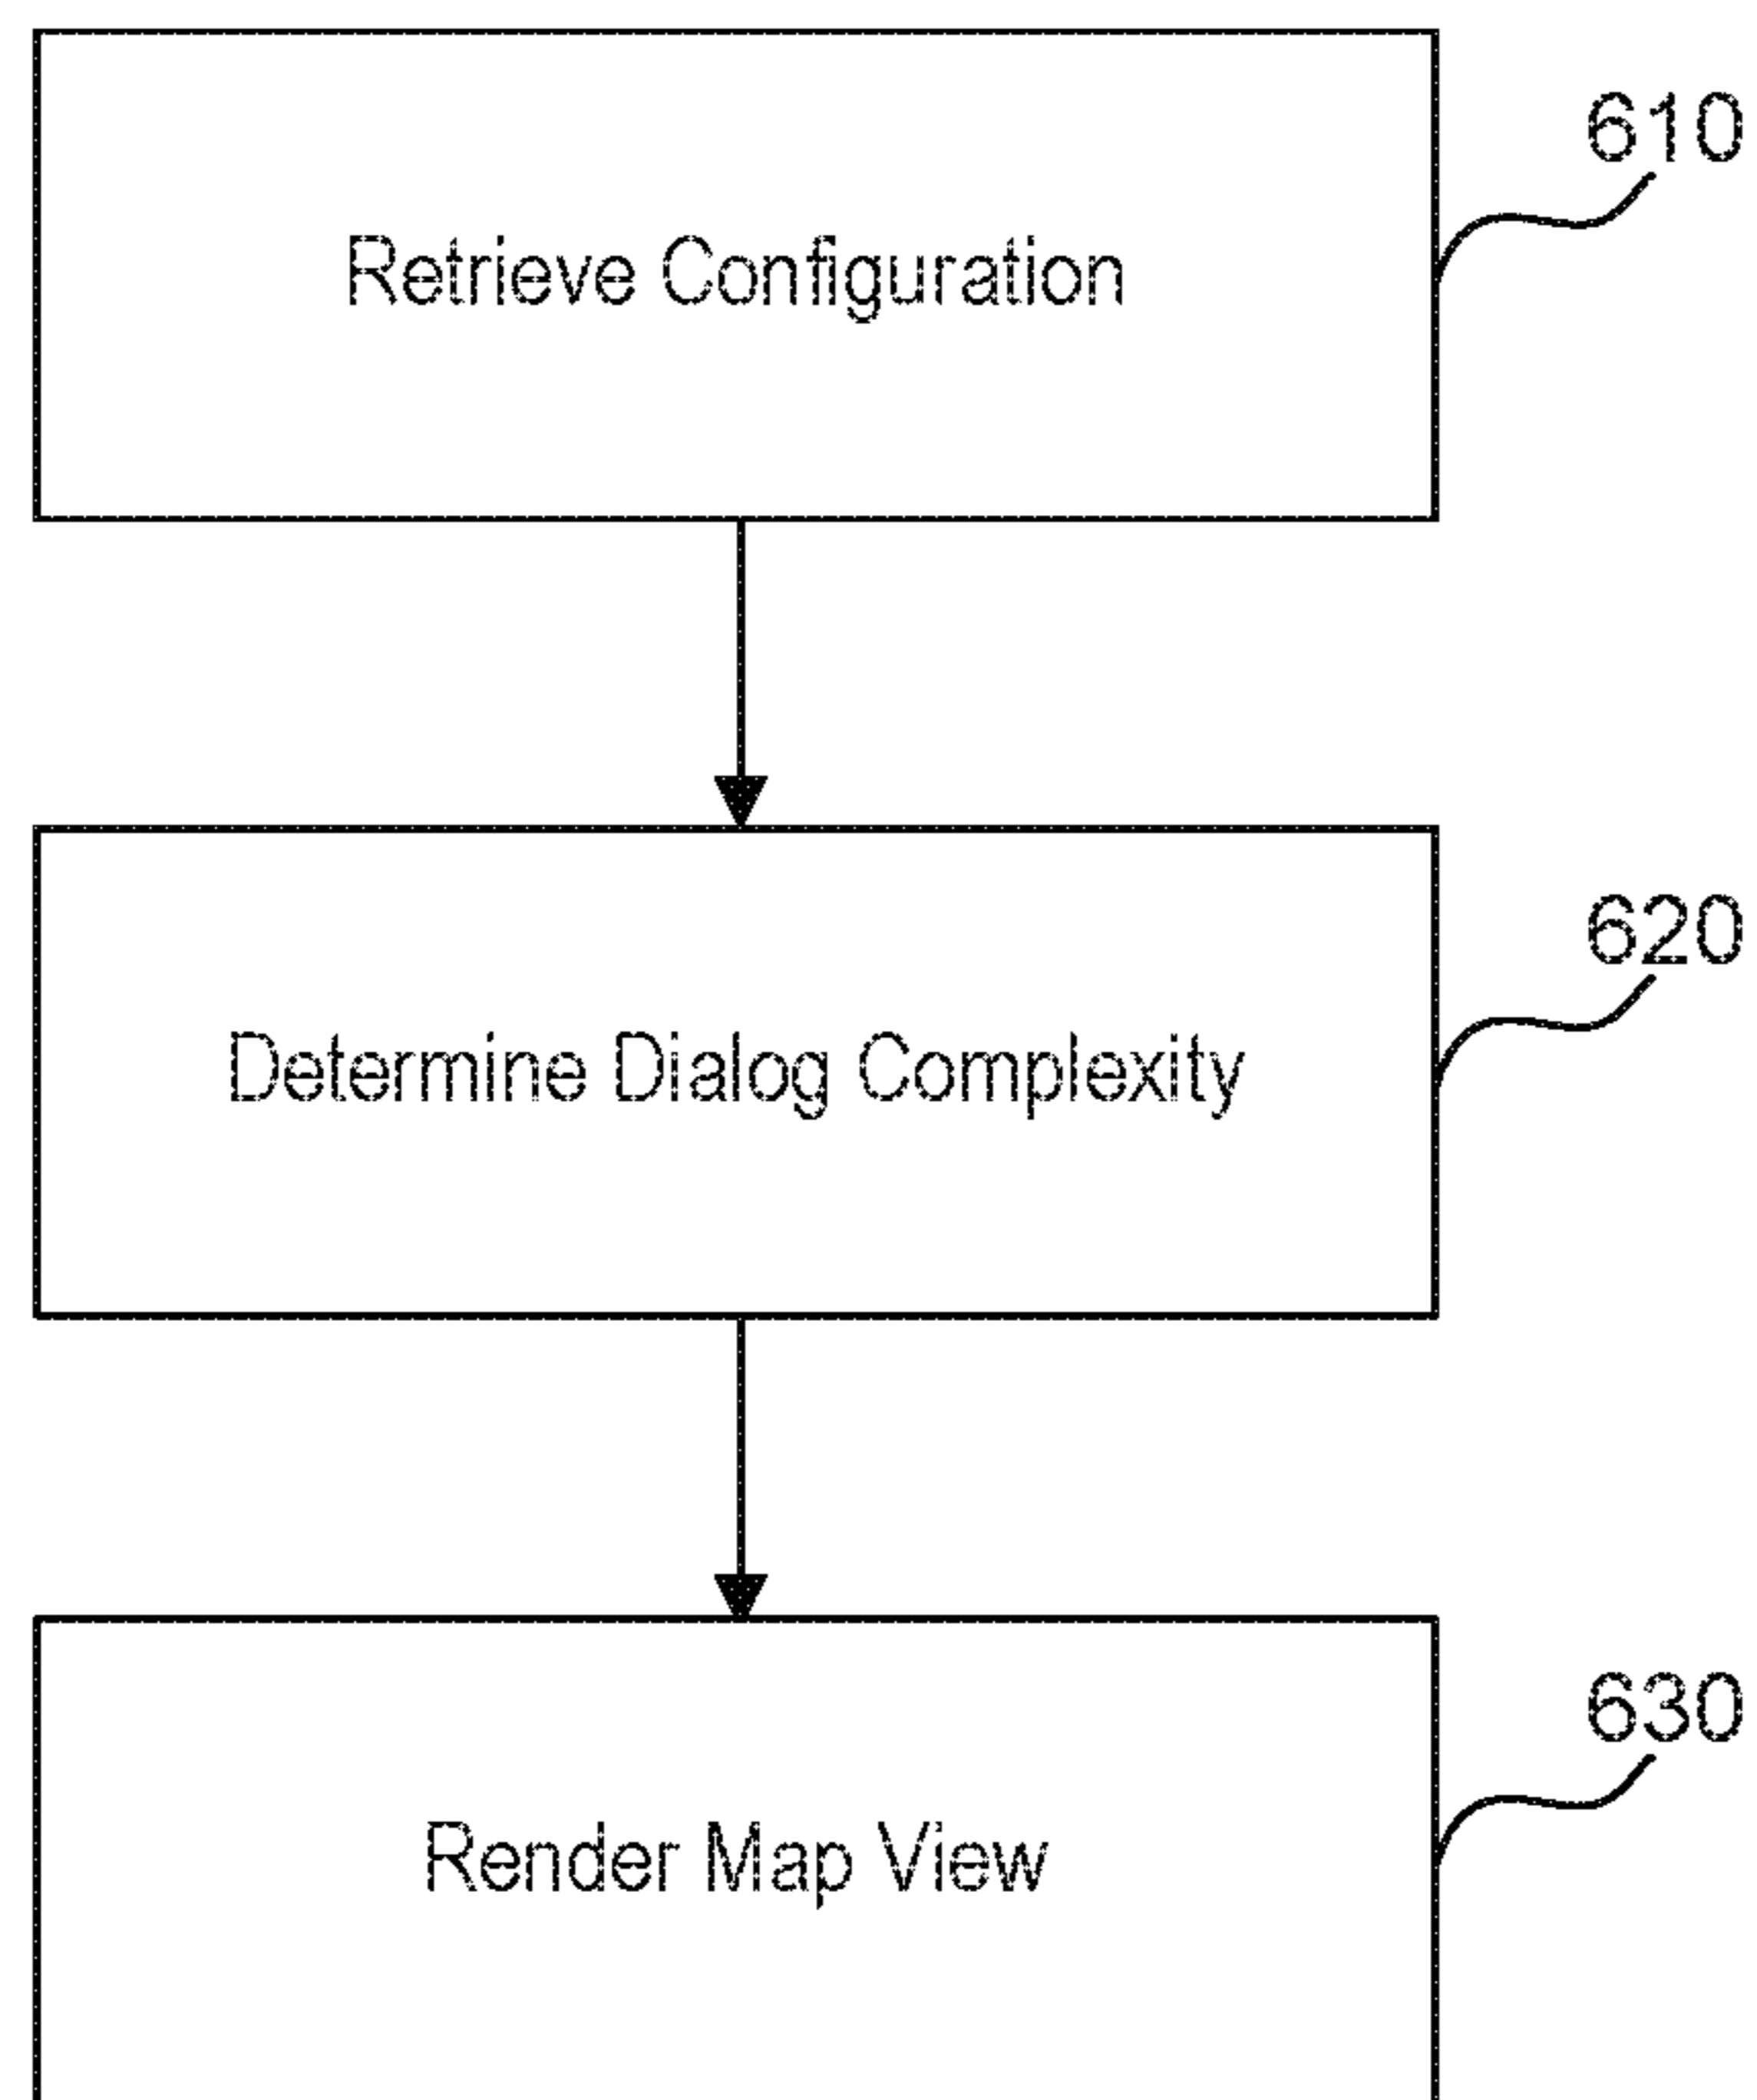 610
Retrieve Configuration
620
Determine Dialog Complexity
630
Render Map View